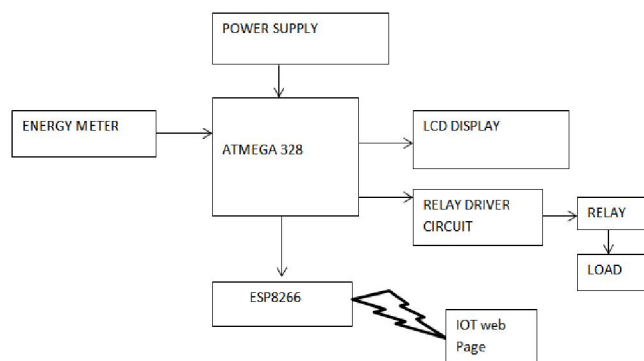 POWER SUPPLY
ENERGY METER
ATMEGA 328
LCD DISPLAY
RELAY DRIVER
CIRCUIT
RELAY
LOAD
ESP8266
IOT web
Page